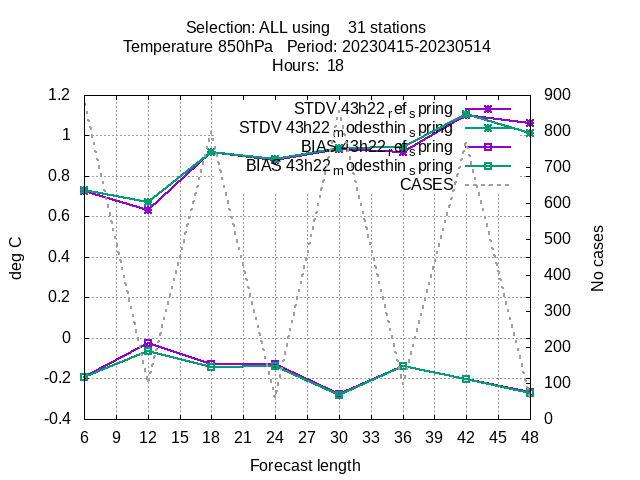 Selection: ALL using    31 stations
Temperature 850hPa   Period: 20230415-20230514
Hours:  18
1.2
1
0.8
0.6
0.4
0.2
0
-0.2
-0.4
deg C
900
800
700
600
500
400
300
200
100
0
No cases
STDV 43h22_ref_spring
STDV 43h22_modesthin_spring
BIAS 43h22_ref_spring
BIAS 43h22_modesthin_spring
CASES
6 9 12 15 18 21 24 27 30 33 36 39 42 45 48
Forecast length